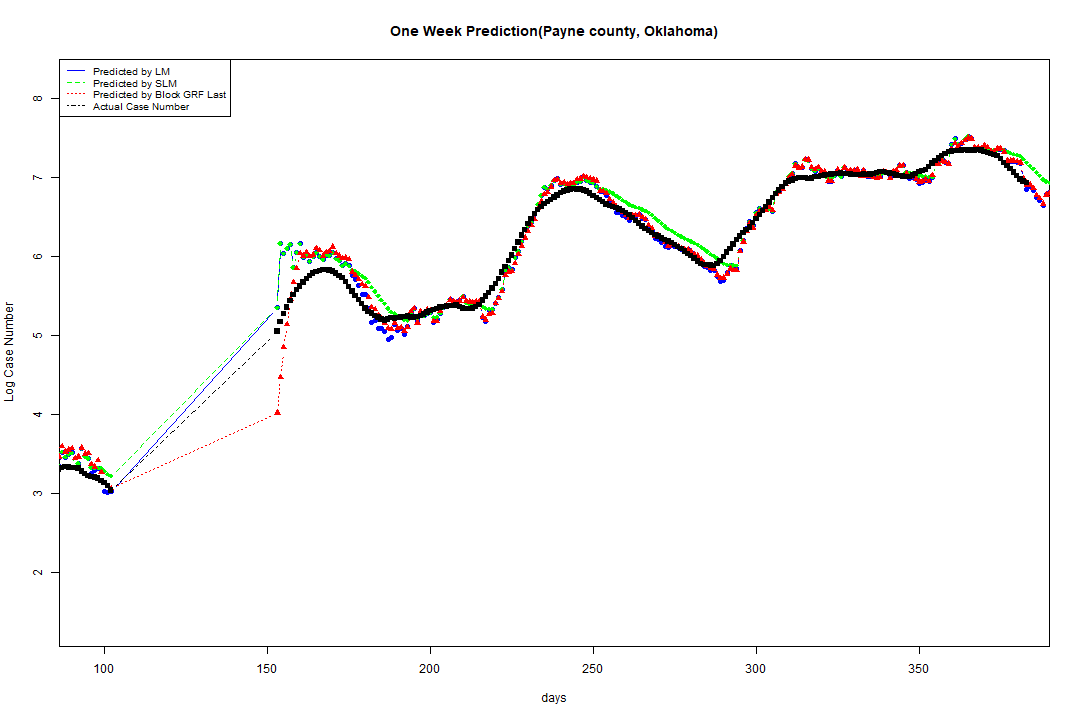 One Week Prediction(Payne county, Oklahoma)
Predicted by LM
Predicted by SLM
Predicted by Block GRF Last
Actual Case Number
8
7
6
5
4
3
2
Log Case Number
100 150 200 250 300 350
days